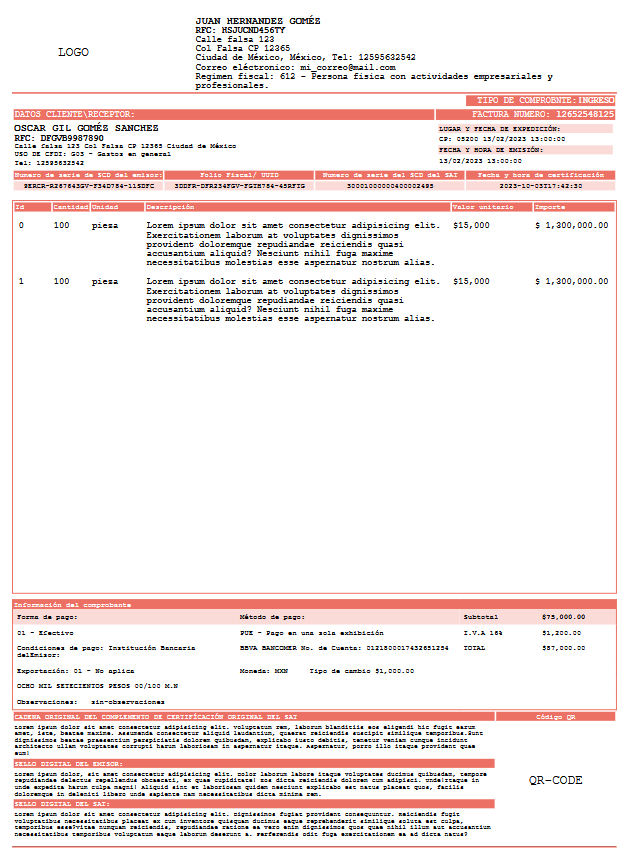 LOGO
JUAN HERNANDEZ GOMÉZ
RFC: HSJUCND456TY
Calle falsa 123
Col Falsa CP 12365
Ciudad de México, México, Tel: 12595632542
Correo eléctronico: mi_correo@mail.com
Regimen fiscal: 612 - Persona fisica con actividades empresariales y
profesionales.
TIPO DE COMPROBNTE:INGRESO
DATOS CLIENTE\RECEPTOR:
FACTURA NUMERO: 12652548125
OSCAR GIL GOMÉZ SANCHEZ
RFC: DFGVB9987890
Calle falsa 123 Col Falsa CP 12365 Ciudad de México
USO DE CFDI: G03 - Gastos en general
Tel: 12595632542
LUGAR Y FECHA DE EXPEDICIÓN:
CP: 05200 13/02/2023 13:00:00
FECHA Y HORA DE EMISIÓN:
13/02/2023 13:00:00
Numero de serie de SCD del emisor: Folio Fiscal/ UUID Numero de serie del SCD del SAT Fecha y hora de certificación
9ERCR-R287643GV-F34D784-11SDFC 3DDFR-DFR234FGV-FGTH784-45RFTG 30001000000400002495 2023-10-03T17:42:30
Id Cantidad Unidad Descripción Valor unitario Importe
0 100 pieza Lorem ipsum dolor sit amet consectetur adipisicing elit. $15,000 $ 1,300,000.00
Exercitationem laborum at voluptates dignissimos
provident doloremque repudiandae reiciendis quasi
accusantium aliquid? Nesciunt nihil fuga maxime
necessitatibus molestias esse aspernatur nostrum alias.
1 100 pieza Lorem ipsum dolor sit amet consectetur adipisicing elit. $15,000 $ 1,300,000.00
Exercitationem laborum at voluptates dignissimos
provident doloremque repudiandae reiciendis quasi
accusantium aliquid? Nesciunt nihil fuga maxime
necessitatibus molestias esse aspernatur nostrum alias.
Información del comprobante
Forma de pago: Método de pago: Subtotal $75,000.00
01 - Efectivo PUE - Pago en una sola exhibición I.V.A 16% $1,200.00
Condiciones de pago: Institución Bancaria BBVA BANCOMER No. de Cuenta: 0121800017432651254 TOTAL $87,000.00
delEmisor:
Exportación: 01 - No aplica Moneda: MXN Tipo de cambio $1,000.00
OCHO MIL SETECIENTOS PESOS 00/100 M.N
Observaciones: sin-observaciones
CADENA ORIGINAL DEL COMPLEMENTO DE CERTIFÍCACIÓN ORIGINAL DEL SAT Código QR
Lorem ipsum dolor sit amet consectetur adipisicing elit, voluptatum rem, laborum blanditiis eos eligendi hic fugit earum
amet, iste, beatae maxime. Assumenda consectetur aliquid laudantium, quaerat reiciendis suscipit similique temporibus.Sunt
dignissimos beatae praesentium perspiciatis dolorem quibusdam, explicabo iusto debitis, tenetur veniam cumque incidunt
architecto ullam voluptates corrupti harum laboriosam in aspernatur itaque. Aspernatur, porro illo itaque provident quae
eum!
SELLO DIGITAL DEL EMISOR:
Lorem ipsum dolor, sit amet consectetur adipisicing elit. Dolor laborum labore itaque voluptates ducimus quibusdam, tempore
repudiandae delectus repellendus obcaecati, ex quae cupiditate! eos dicta reiciendis dolorem cum adipisci. unde!Itaque in
unde expedita harum culpa magni! Aliquid sint et laboriosam quidem nesciunt explicabo est natus placeat quos, facilis
doloremque in deleniti libero unde sapiente nam necessitatibus dicta minima rem.
QR-CODE
SELLO DIGITAL DEL SAT:
Lorem ipsum dolor sit amet consectetur adipisicing elit. Dignissimos fugiat provident consequuntur. Reiciendis fugit
voluptatibus necessitatibus placeat ex cum inventore quisquam ducimus eaque reprehenderit similique soluta est culpa,
temporibus esse?Vitae numquam reiciendis, repudiandae ratione ea vero enim dignissimos quos quae nihil illum aut accusantium
necessitatibus temporibus voluptatum eaque laborum deserunt a. Perferendis odit fuga exercitationem ea ad dicta natus?